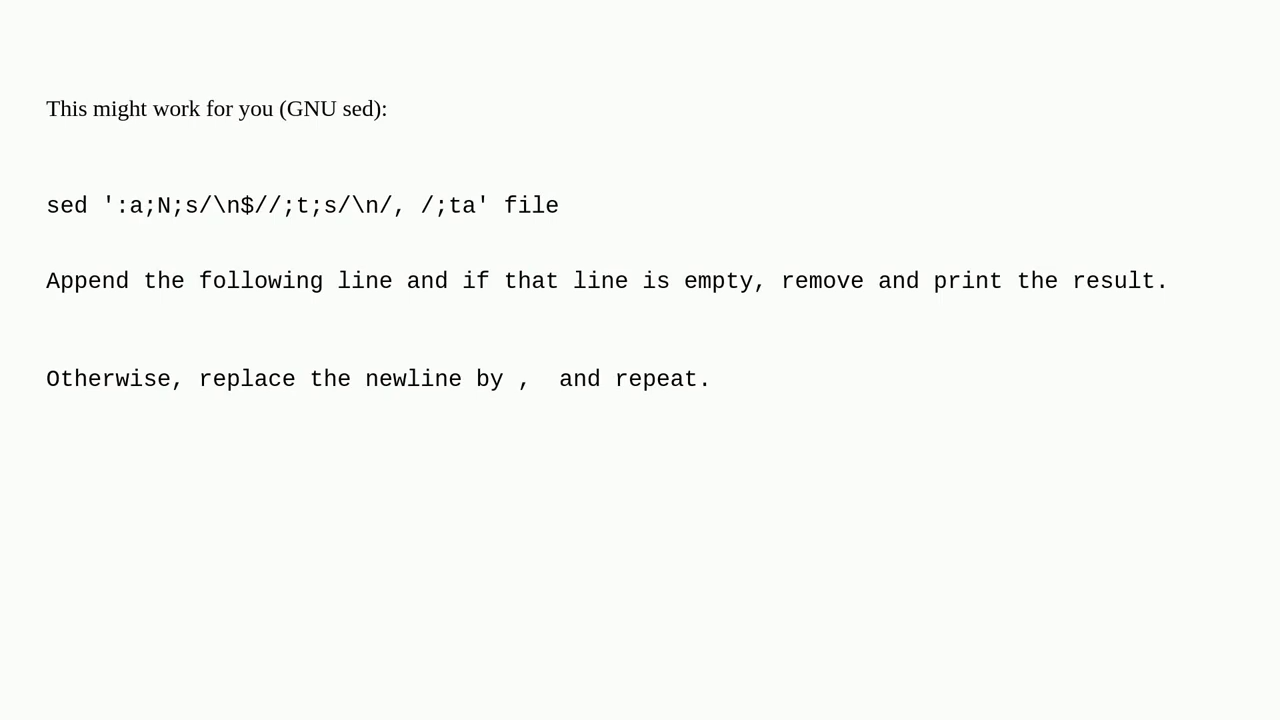 This might work for you (GNU sed):
sed ':a;N;s/\n$//;t;s/\n/, /;ta' file
Append the following line and if that line is empty, remove and print the result.
Otherwise, replace the newline by ,  and repeat.